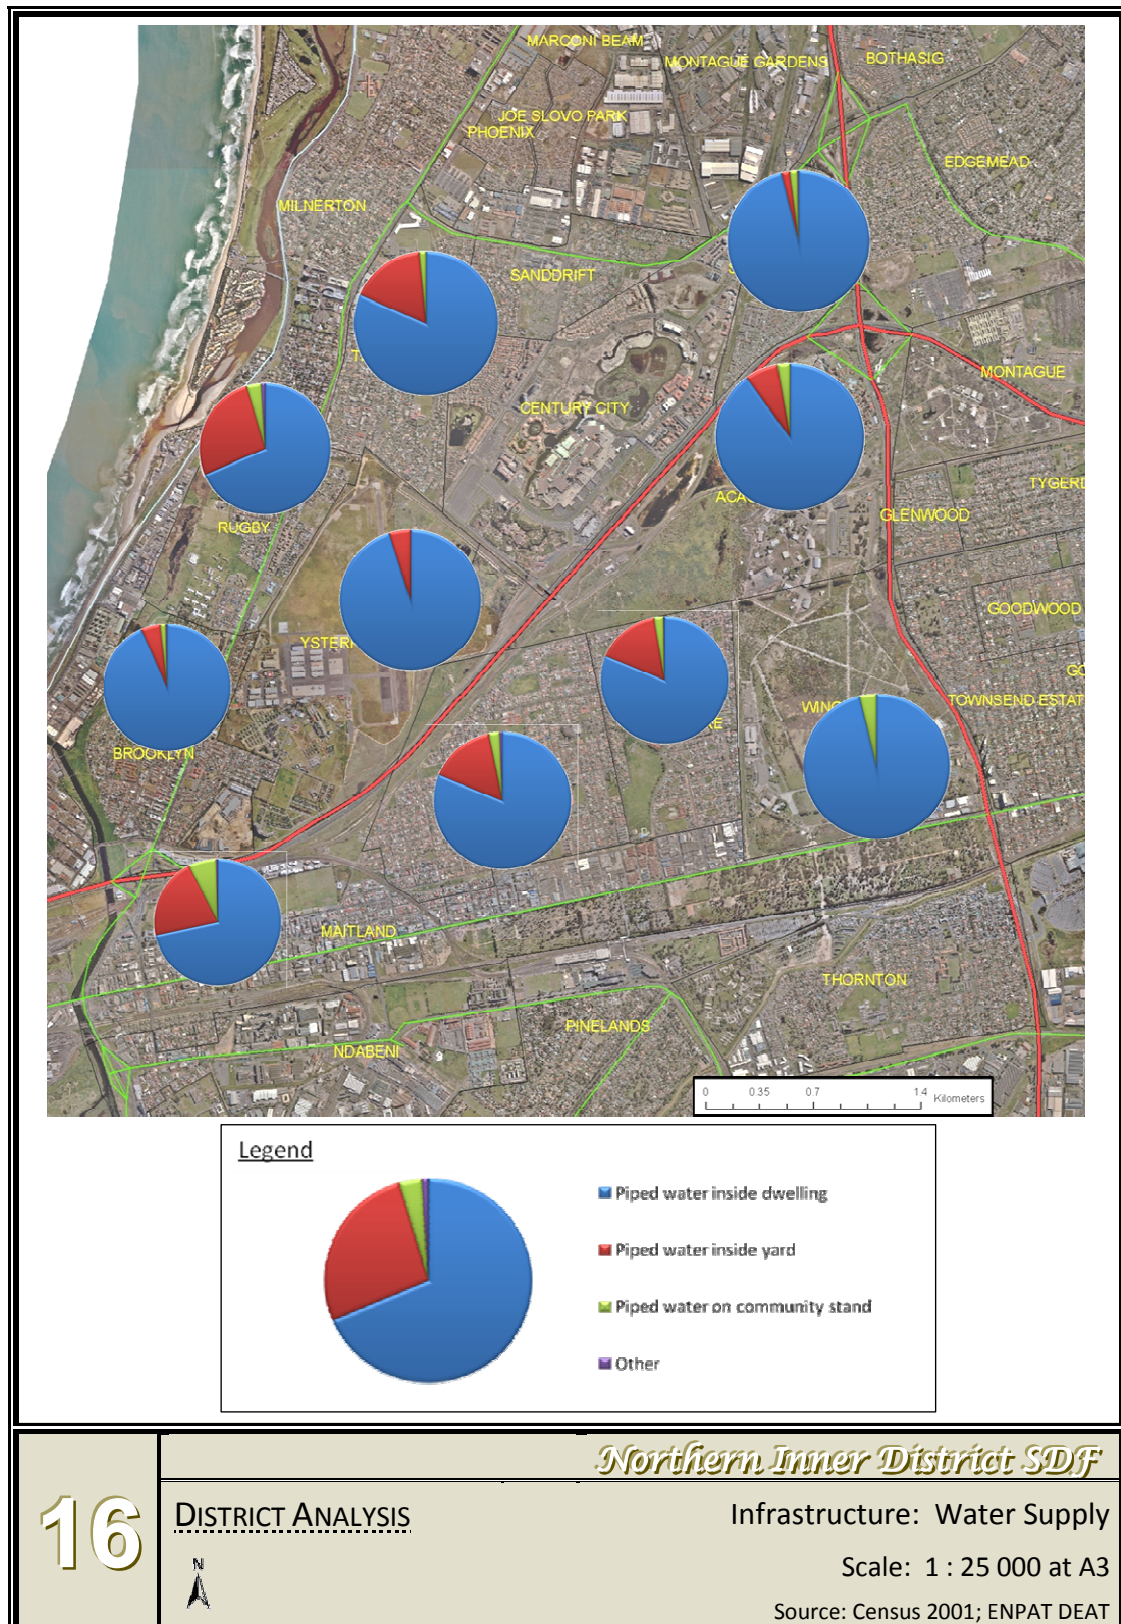 MARCONI BEAM
MONTAGUE GARDENS
BOTHASIG
JOE SLOVO PARK
PHOENIX
EDGEMEAD
MILNERTON
SANDDRIFT
MONTAGUE
CENTURY CITY
TYGERD
RUGBY
GLENWOOD
GOODWOOD
TOWNSEND ESTAT
BROOKLYN
MAITLAND
THORNTON
PINELANDS
NDABENI
0 0.35 0.7 1.4 Kilometers
Legend
Piped water inside dwelling
Piped water inside yard
Piped water on community stand
Other
Northern Inner District SDF
16
DISTRICT ANALYSIS
Infrastructure: Water Supply
N
Scale: 1 : 25 000 at A3
Source: Census 2001; ENPAT DEAT